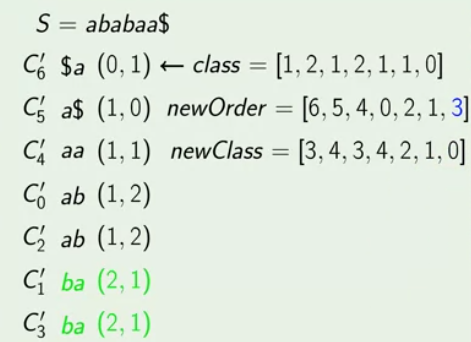 S = ababaa$
C′₆ $a (0, 1) ← class = [1, 2, 1, 2, 1, 1, 0]
C′₅ a$ (1, 0) newOrder = [6, 5, 4, 0, 2, 1, 3]
C′₄ aa (1, 1) newClass = [3, 4, 3, 4, 2, 1, 0]
C′₀ ab (1, 2)
C′₂ ab (1, 2)
C′₁ ba (2, 1)
C′₃ ba (2, 1)